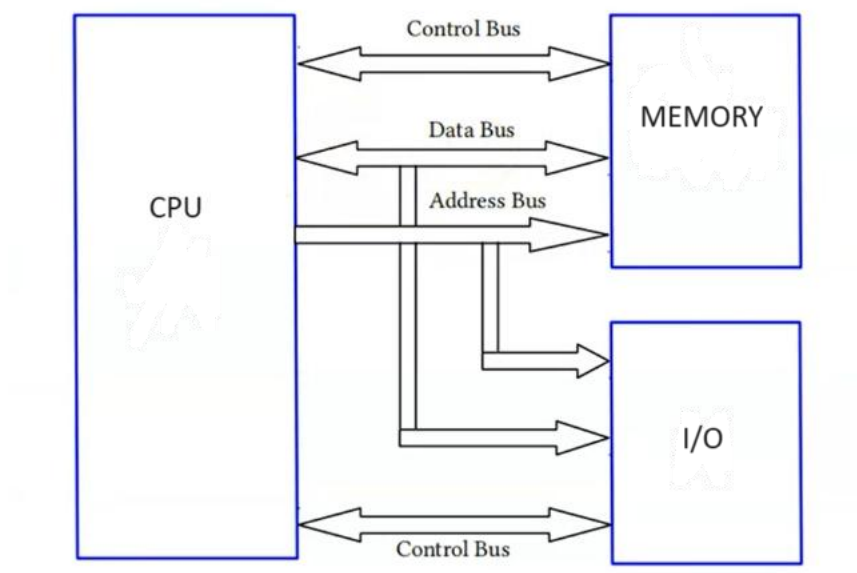 Control Bus
MEMORY
Data Bus
CPU
Address Bus
I/O
Control Bus